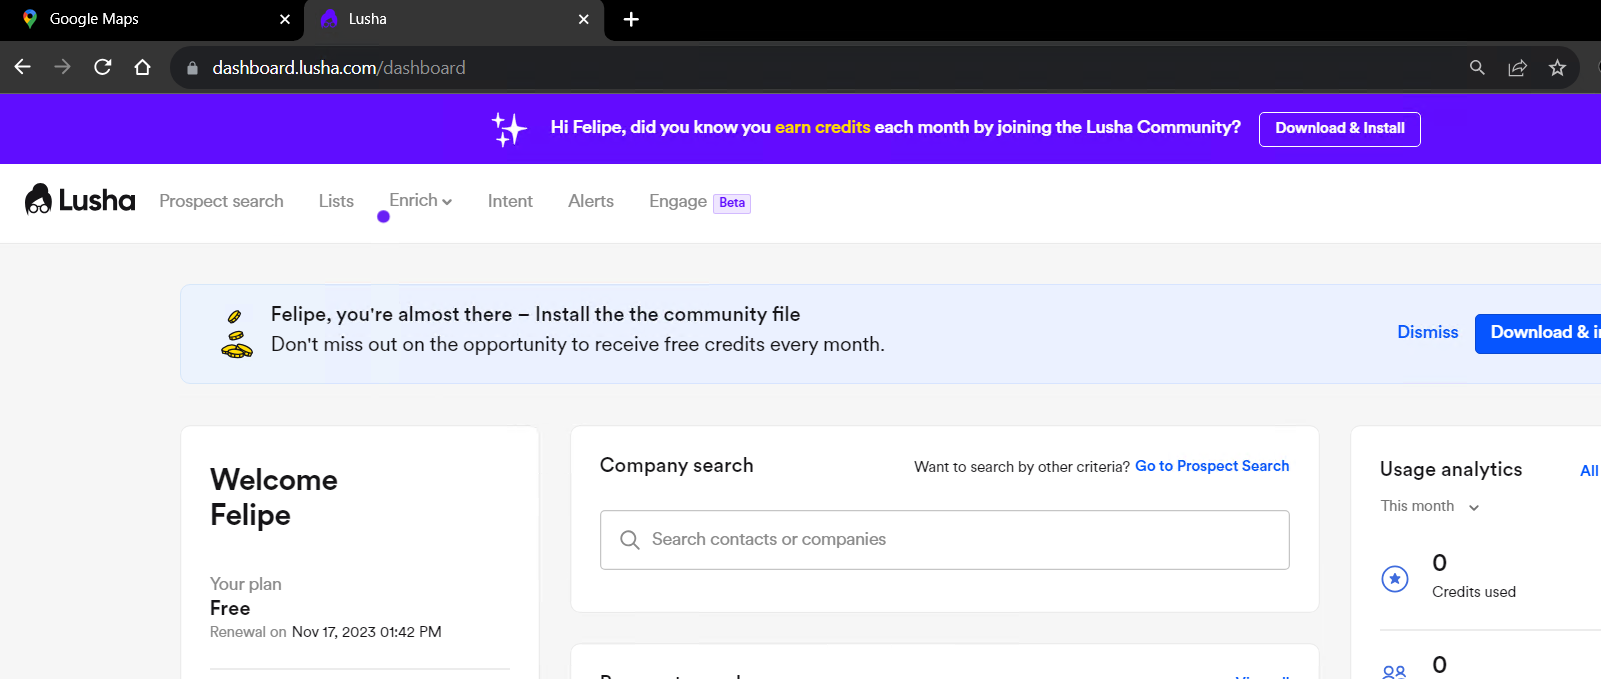 Google Maps
Lusha
dashboard.lusha.com/dashboard
Hi Felipe, did you know you earn credits each month by joining the Lusha Community?
Download & Install
Lusha
Prospect search
Lists
Enrich
Intent
Alerts
Engage
Beta
Felipe, you're almost there – Install the the community file
Don't miss out on the opportunity to receive free credits every month.
Dismiss
Download & i
Welcome
Felipe
Your plan
Free
Renewal on Nov 17, 2023 01:42 PM
Company search
Want to search by other criteria? Go to Prospect Search
Search contacts or companies
Usage analytics
All
This month
0
Credits used
0